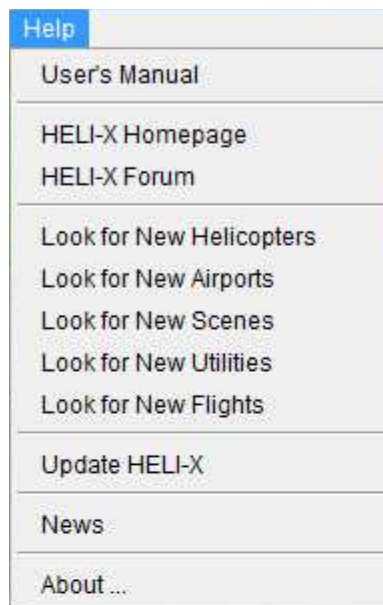 Help
User's Manual
HELI-X Homepage
HELI-X Forum
Look for New Helicopters
Look for New Airports
Look for New Scenes
Look for New Utilities
Look for New Flights
Update HELI-X
News
About ...